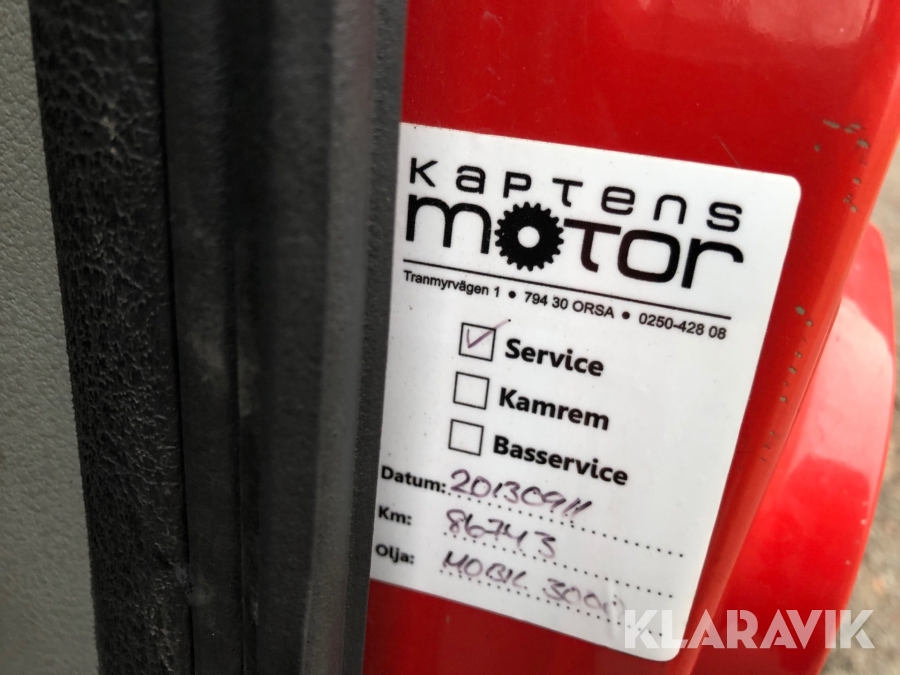 Kaptens
motor
Tranmyrvägen 1 • 794 30 ORSA • 0250-428 08
Service
Kamrem
Basservice
Datum: 20130911
Km: 86743
Olja: MOBIL 3000
KLARAVIK